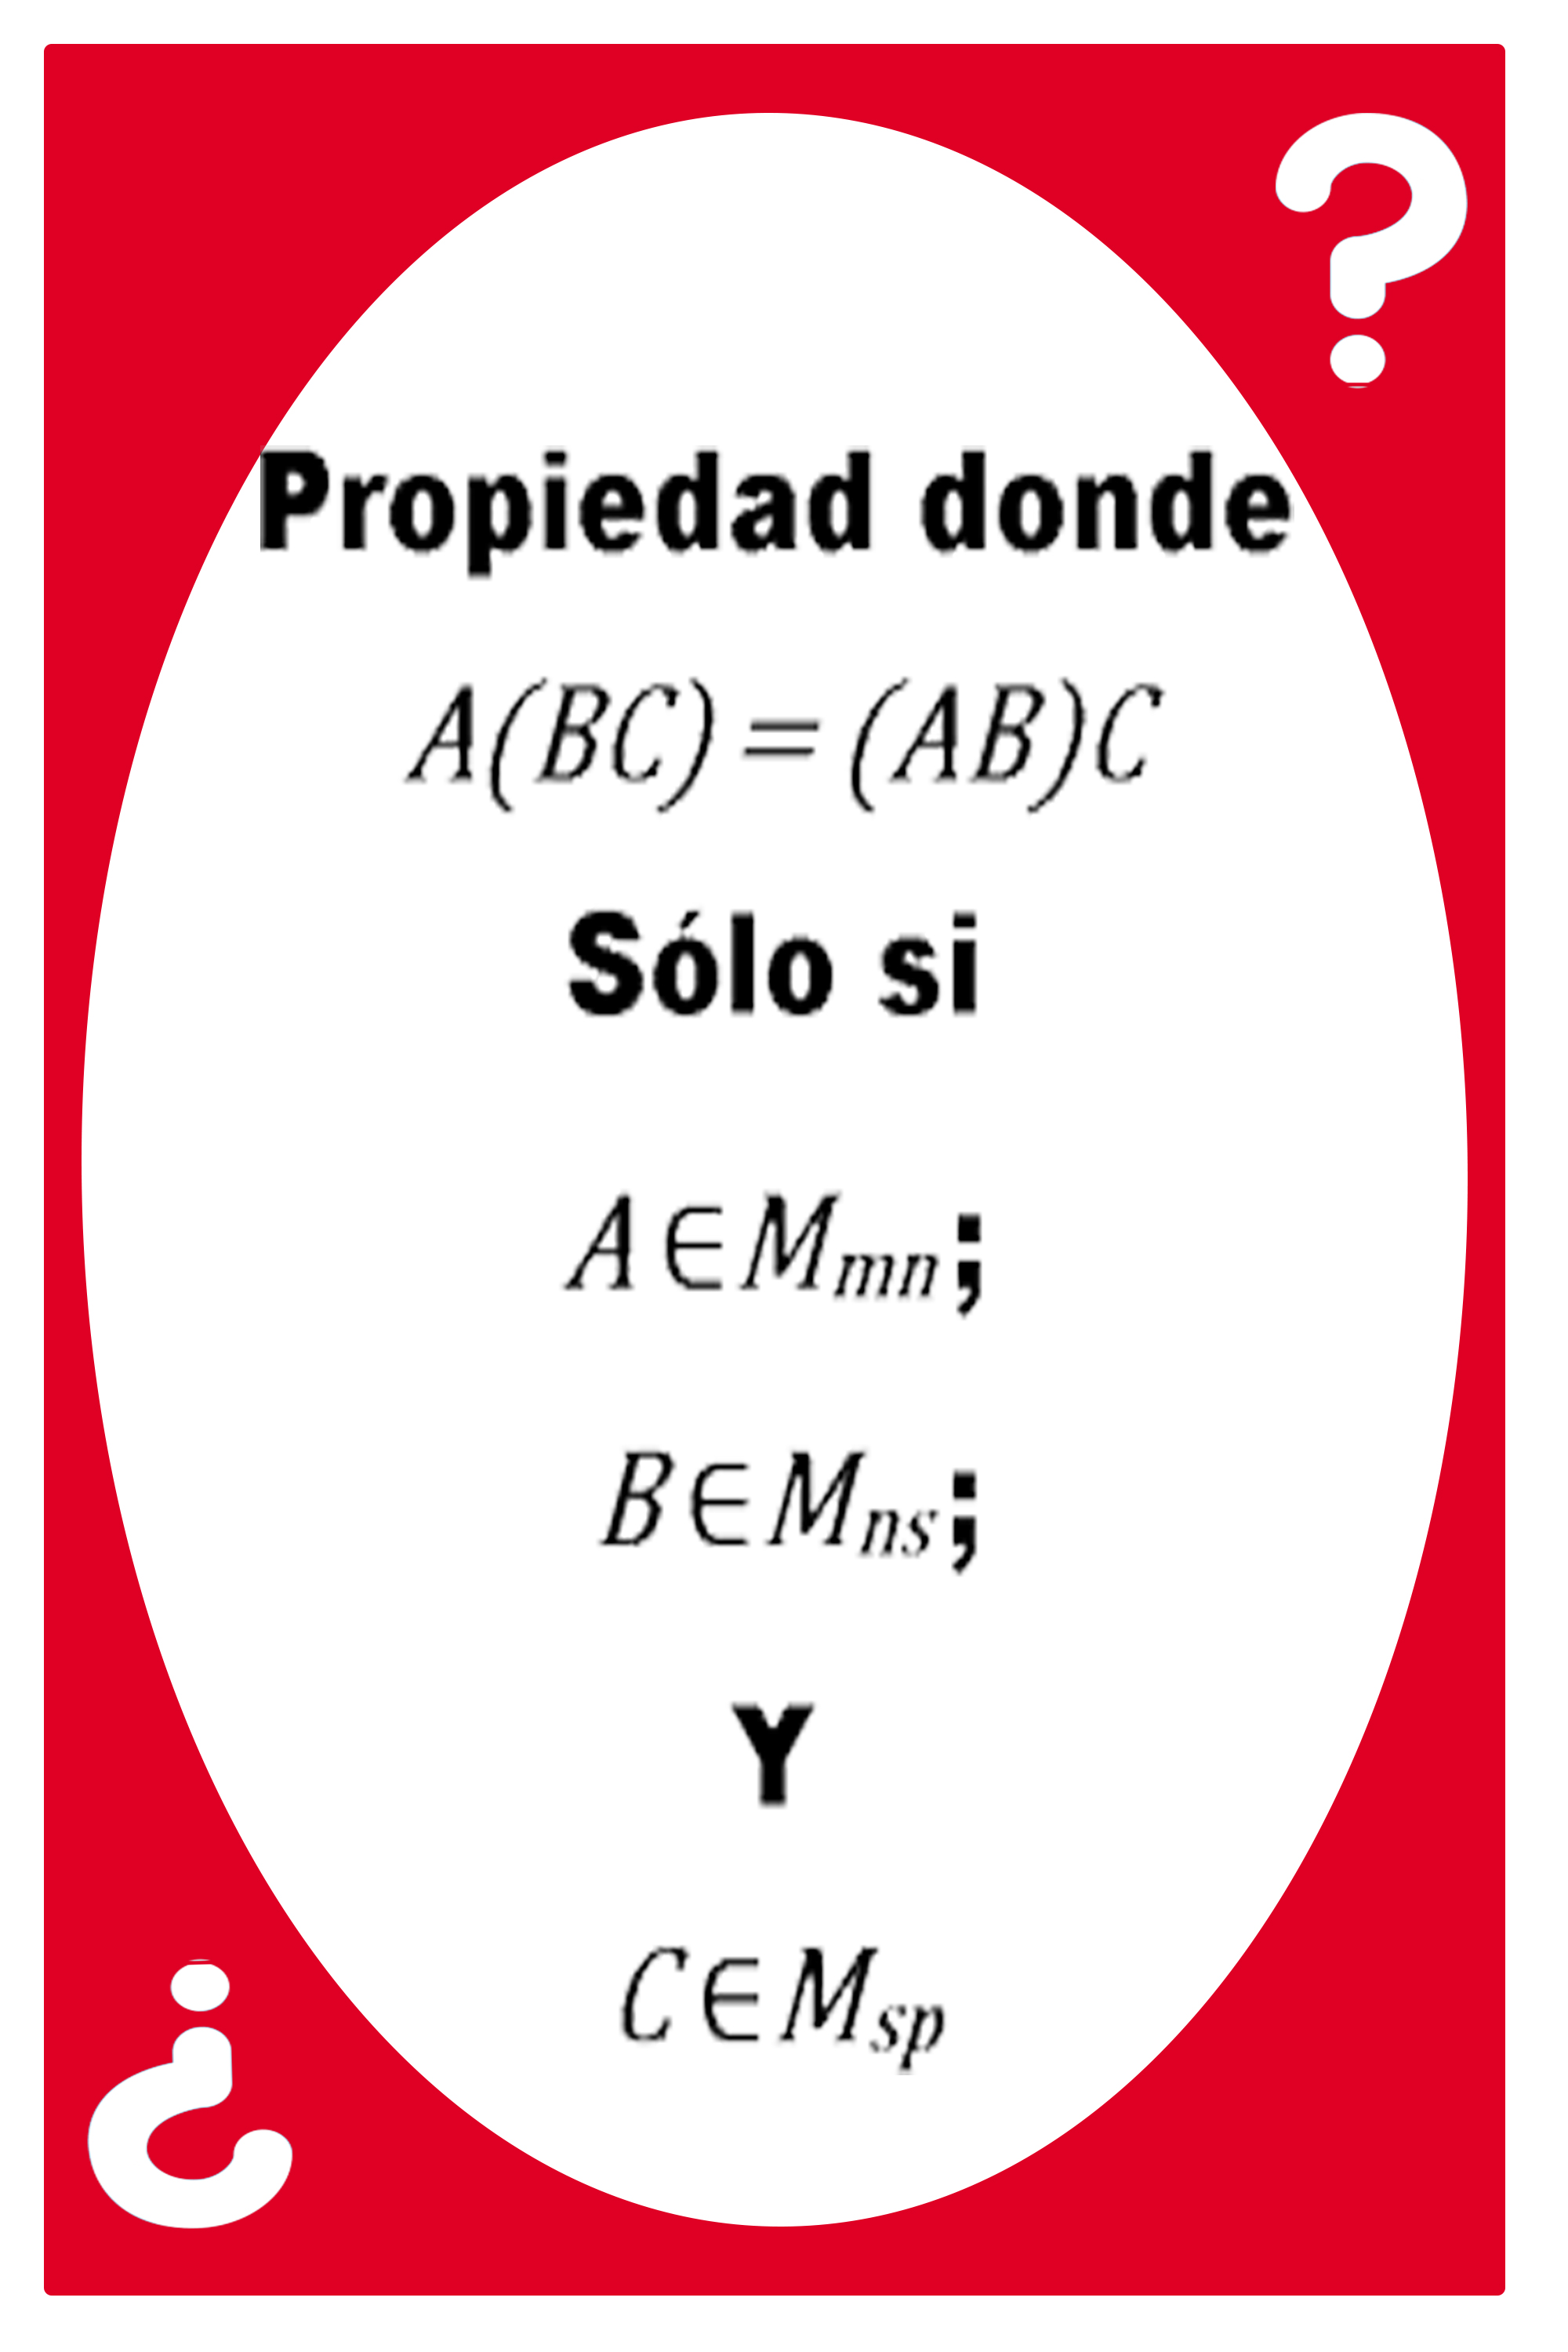 ?
Propiedad donde
A(BC) = (AB)C
Sólo si
A∈Mₘₙ;
B∈Mₙₛ;
Y
C∈Mₛₚ
¿